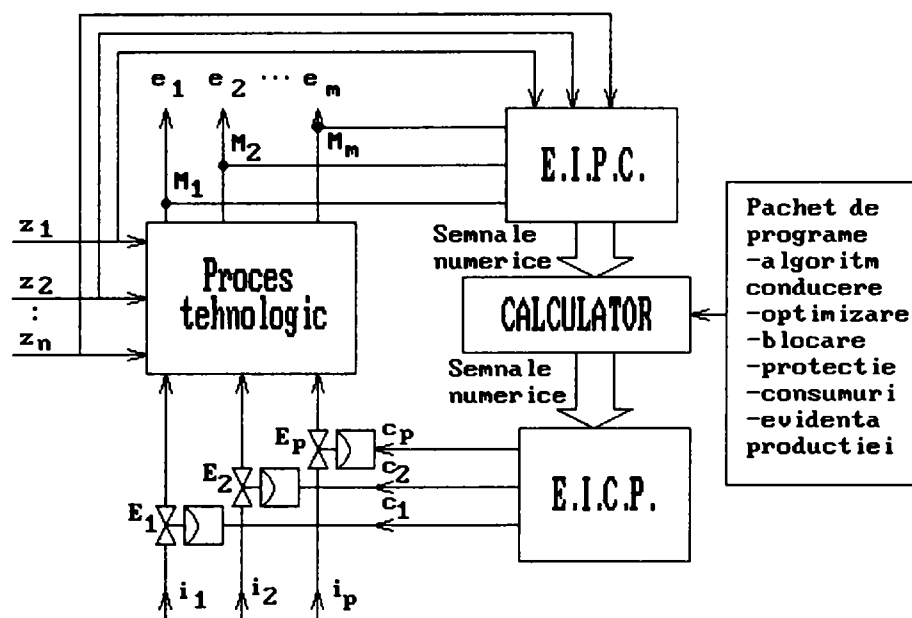 e1 e2 ... em
M1
M2
Mm
E.I.P.C.
z1
z2
:
zn
Proces
tehnologic
Semnale
numerice
CALCULATOR
Semnale
numerice
Pachet de
programe
-algoritm
conducere
-optimizare
-blocare
-protectie
-consumuri
-evidenta
productiei
E.I.C.P.
Ep
cp
E2
c2
E1
c1
i1
i2
ip